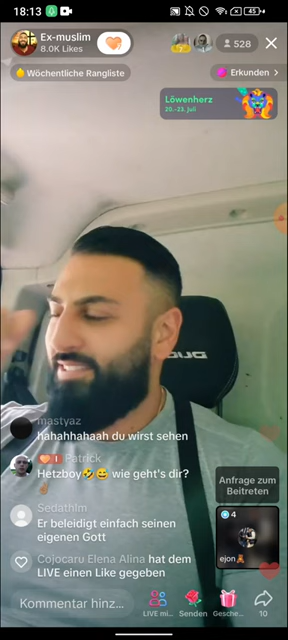 18:13
45
Ex-muslim
8.0K Likes
528
Wöchentliche Rangliste
Erkunden
Löwenherz
20.-23. Juli
mastyaz
hahahhahaah du wirst sehen
Patrick
Hetzboy🤣😅 wie geht's dir?
Sedathlm
Er beleidigt einfach seinen
eigenen Gott
Cojocaru Elena Alina hat dem
LIVE einen Like gegeben
Anfrage zum
Beitreten
4
ejon🧸
Kommentar hinz...
LIVE mi...
Senden
Gesche...
10